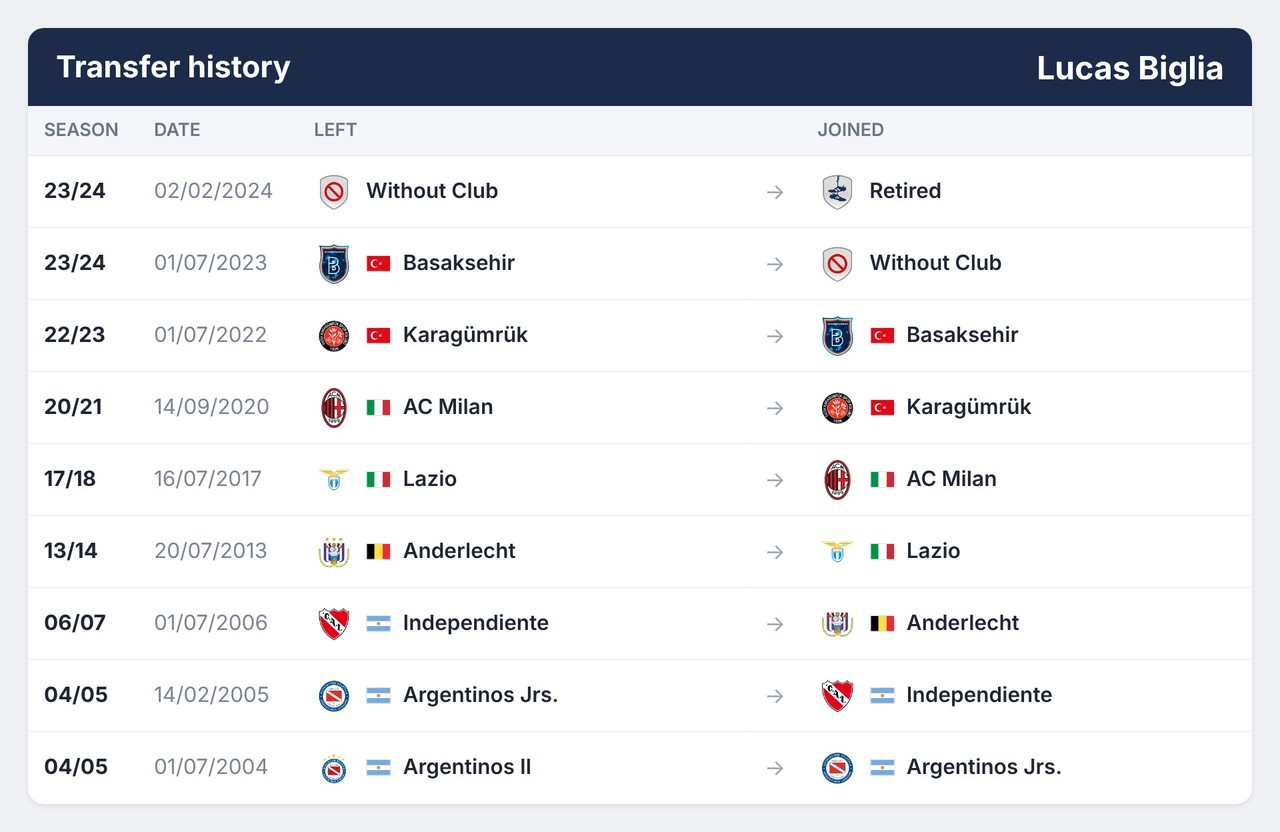 Transfer history Lucas Biglia
SEASON DATE LEFT JOINED
23/24 02/02/2024 Without Club → Retired
23/24 01/07/2023 Basaksehir → Without Club
22/23 01/07/2022 Karagümrük → Basaksehir
20/21 14/09/2020 AC Milan → Karagümrük
17/18 16/07/2017 Lazio → AC Milan
13/14 20/07/2013 Anderlecht → Lazio
06/07 01/07/2006 Independiente → Anderlecht
04/05 14/02/2005 Argentinos Jrs. → Independiente
04/05 01/07/2004 Argentinos II → Argentinos Jrs.